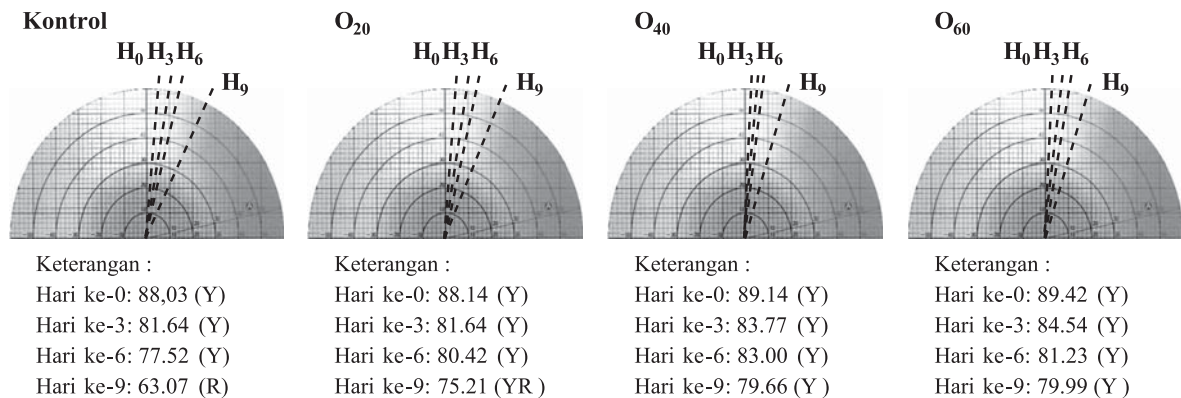 Kontrol
H0 H3 H6
H9
Keterangan :
Hari ke-0: 88,03 (Y)
Hari ke-3: 81.64 (Y)
Hari ke-6: 77.52 (Y)
Hari ke-9: 63.07 (R)
O20
H0 H3 H6
H9
Keterangan :
Hari ke-0: 88.14 (Y)
Hari ke-3: 81.64 (Y)
Hari ke-6: 80.42 (Y)
Hari ke-9: 75.21 (YR )
O40
H0 H3 H6
H9
Keterangan :
Hari ke-0: 89.14 (Y)
Hari ke-3: 83.77 (Y)
Hari ke-6: 83.00 (Y)
Hari ke-9: 79.66 (Y )
O60
H0 H3 H6
H9
Keterangan :
Hari ke-0: 89.42 (Y)
Hari ke-3: 84.54 (Y)
Hari ke-6: 81.23 (Y)
Hari ke-9: 79.99 (Y )